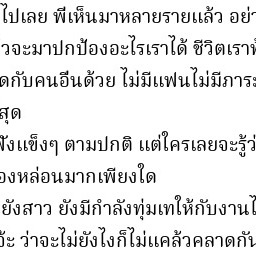 ไปเลย พี่เห็นมาหลายรายแล้ว อย่า
วจะมาปกป้องอะไรเราได้ ชีวิตเราทั้
ดกับคนอื่นด้วย ไม่มีแฟนไม่มีภาระ
สุด
ฟังแข็งๆ ตามปกติ แต่ใครเลยจะรู้ว่
องหล่อนมากเพียงใด
ยังสาว ยังมีกำลังทุ่มเทให้กับงานไ
อ้ะ ว่าจะไม่ยังไงก็ไม่แคล้วคลาดกัน